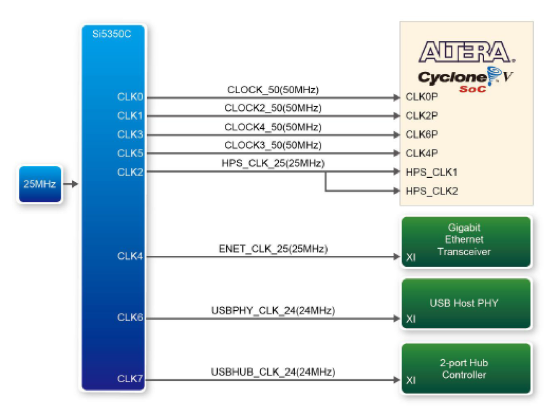 Si5350C
25MHz
CLK0
CLK1
CLK3
CLK5
CLK2
CLK4
CLK6
CLK7
CLOCK_50(50MHz)
CLOCK2_50(50MHz)
CLOCK4_50(50MHz)
CLOCK3_50(50MHz)
HPS_CLK_25(25MHz)
ENET_CLK_25(25MHz)
USBPHY_CLK_24(24MHz)
USBHUB_CLK_24(24MHz)
ALTERA.
Cyclone V
SoC
CLK0P
CLK2P
CLK6P
CLK4P
HPS_CLK1
HPS_CLK2
Gigabit
Ethernet
Transceiver
XI
USB Host PHY
XI
2-port Hub
Controller
XI